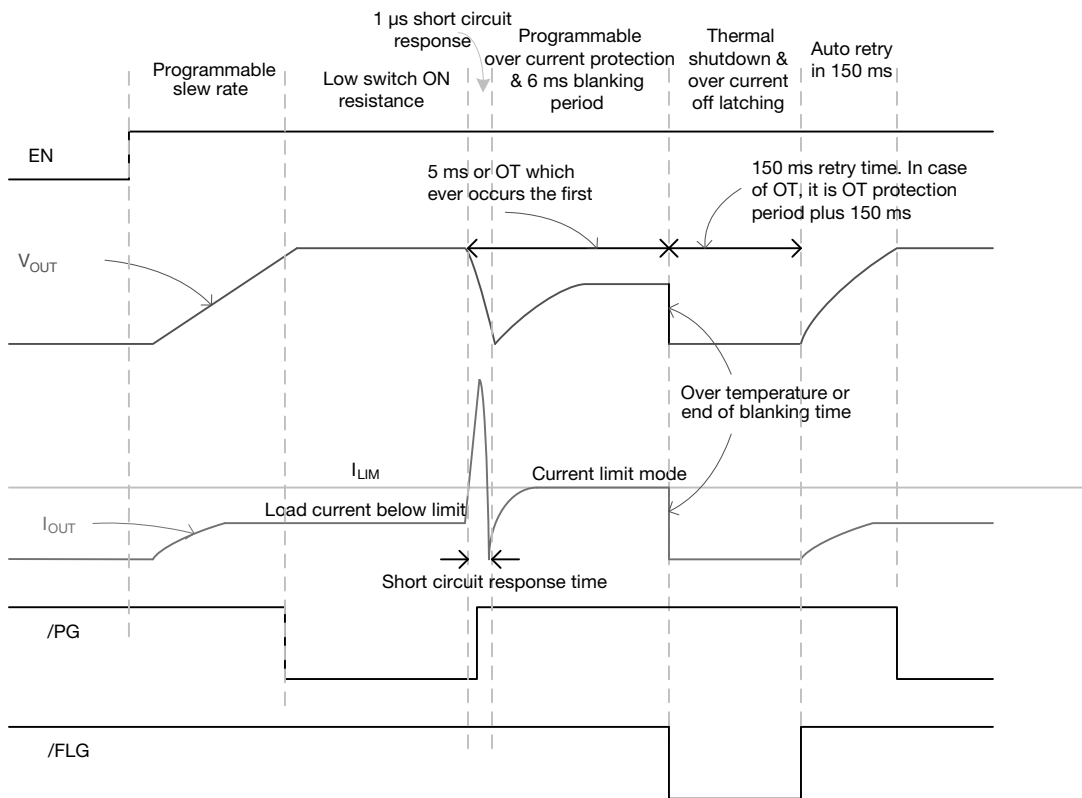 1 µs short circuit
response
Programmable
slew rate
Low switch ON
resistance
Programmable
over current protection
& 6 ms blanking
period
Thermal
shutdown &
over current
off latching
Auto retry
in 150 ms
EN
5 ms or OT which
ever occurs the first
150 ms retry time. In case
of OT, it is OT protection
period plus 150 ms
VOUT
Over temperature or
end of blanking time
ILIM
Current limit mode
Load current below limit
IOUT
Short circuit response time
/PG
/FLG